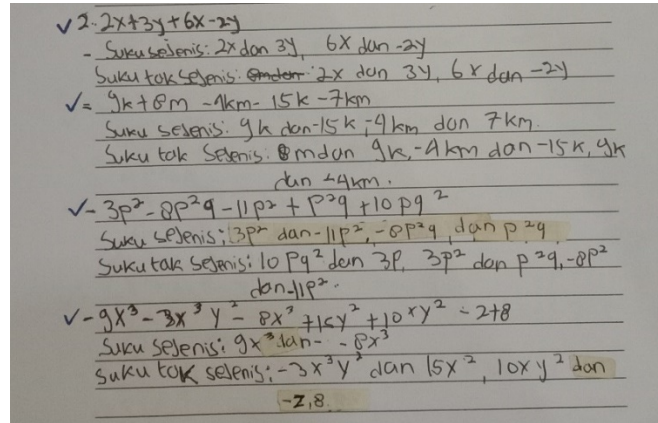 ✓ 2. 2x+3y+6x-2y
- Suku sejenis: 2x dan 3y, 6x dan -2y
Suku tak sejenis: 2x dan 3y, 6x dan -2y
✓ = 9k+8m -4km- 15k -7km
Suku sejenis: 9k dan -15k, -4km dan 7km.
Suku tak sejenis: 8m dan 9k, -4km dan -15k, 9k
dan -4km.
✓ - 3p² - 8p²q - 11p² + p²q + 10pq²
Suku sejenis: 3p² dan -11p², -8p²q dan p²q
Suku tak sejenis: 10pq² dan 3p, 3p² dan p²q, -8p²
dan -11p².
✓ - 9x³ - 3x³y² - 8x³ +15y² +10xy² - 2+8
Suku sejenis: 9x³ dan - -8x³
Suku tak sejenis: -3x³y² dan 15x², 10xy² dan
-2,8.